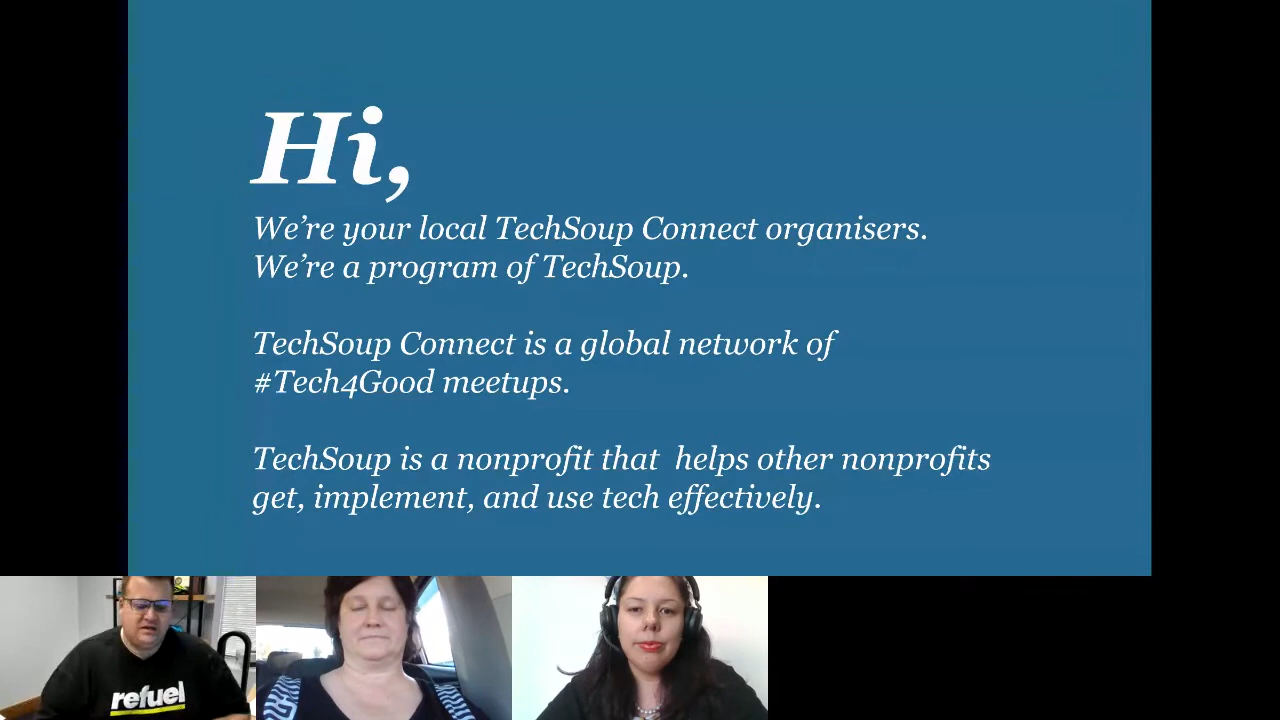 Hi,
We’re your local TechSoup Connect organisers.
We’re a program of TechSoup.
TechSoup Connect is a global network of
#Tech4Good meetups.
TechSoup is a nonprofit that  helps other nonprofits
get, implement, and use tech effectively.
refuel